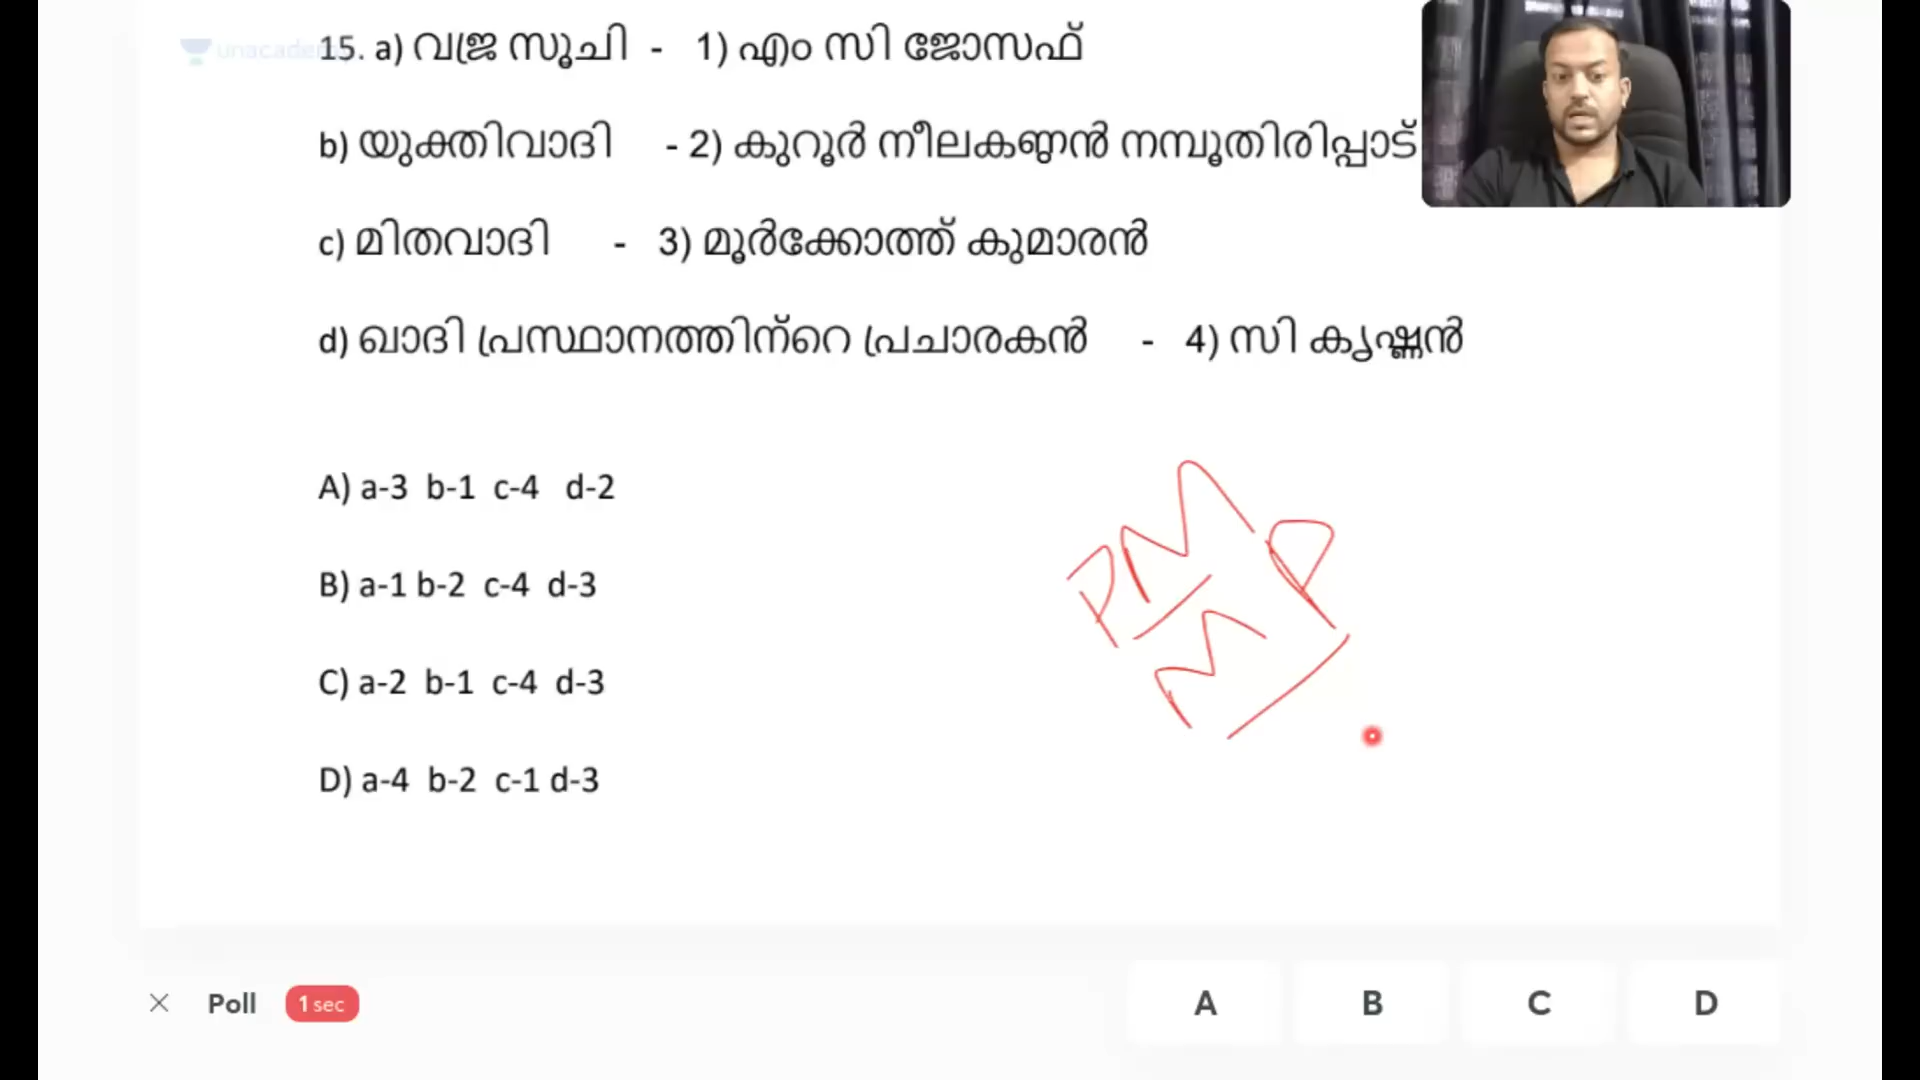 unacademy
15. a) വജ്ര സൂചി - 1) എം സി ജോസഫ്
b) യുക്തിവാദി - 2) കുറൂർ നീലകണ്ഠൻ നമ്പൂതിരിപ്പാട്
c) മിതവാദി - 3) മൂർക്കോത്ത് കുമാരൻ
d) ഖാദി പ്രസ്ഥാനത്തിന്റെ പ്രചാരകൻ - 4) സി കൃഷ്ണൻ
A) a-3 b-1 c-4 d-2
B) a-1 b-2 c-4 d-3
C) a-2 b-1 c-4 d-3
D) a-4 b-2 c-1 d-3
Poll 1 sec A B C D